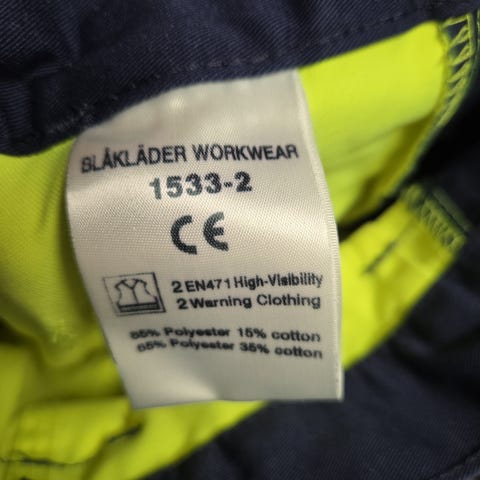 BLÅKLÄDER WORKWEAR
1533-2
CE
2 EN471 High-Visibility
2 Warning Clothing
85% Polyester 15% cotton
65% Polyester 35% cotton